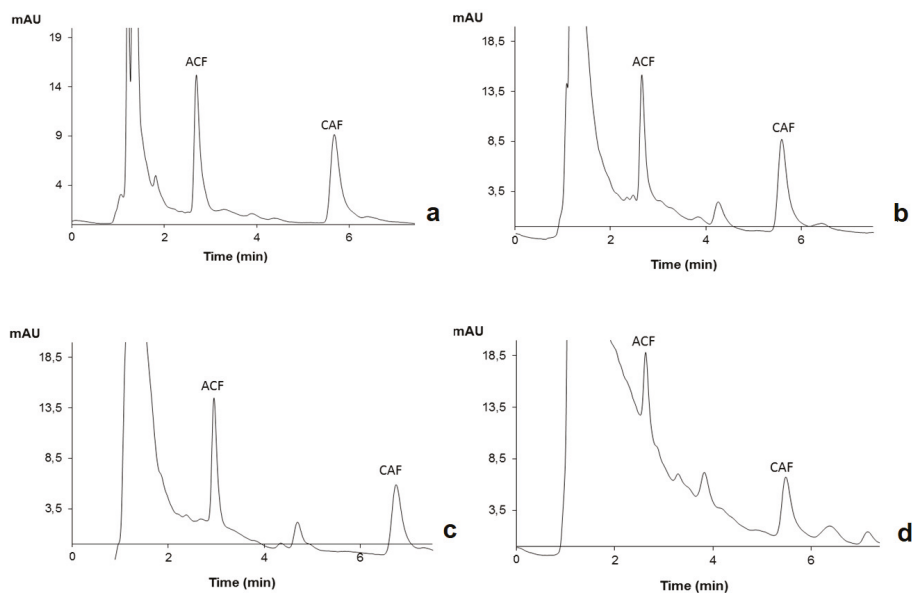 mAU
19
14
9
4
ACF
CAF
0 2 4 6
Time (min)
a
mAU
18,5
13,5
8,5
3,5
ACF
CAF
0 2 4 6
Time (min)
b
mAU
18,5
13,5
8,5
3,5
ACF
CAF
0 2 4 6
Time (min)
c
mAU
18,5
13,5
8,5
3,5
ACF
CAF
0 2 4 6
Time (min)
d